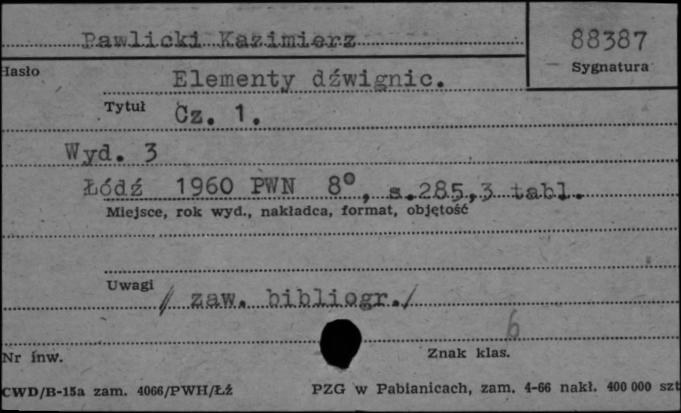 Pawlicki Kazimierz
88387
Hasło
Sygnatura
Elementy dźwignic.
Tytuł
Cz. 1.
Wyd. 3
Łódź 1960 PWN 8°, s.285,3 tabl.
Miejsce, rok wyd., nakładca, format, objętość
Uwagi
/ zaw. bibliogr./
6
Nr inw.
Znak klas.
CWD/B-15a zam. 4066/PWH/Łź
PZG w Pabianicach, zam. 4-66 nakł. 400 000 szt